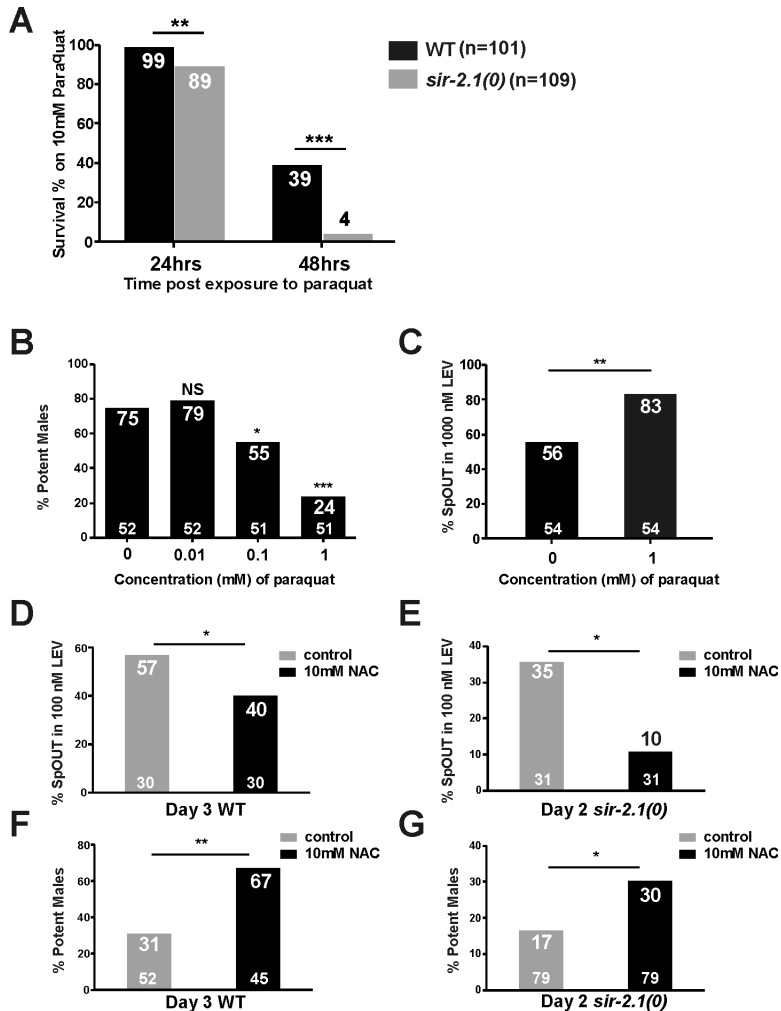 A
**
***
100
80
60
40
20
0
Survival % on 10mM Paraquat
99
89
39
4
24hrs
48hrs
Time post exposure to paraquat
WT (n=101)
sir-2.1(0) (n=109)
B
100
80
60
40
20
0
% Potent Males
NS
*
***
75
79
55
24
52
52
51
51
0
0.01
0.1
1
Concentration (mM) of paraquat
C
100
80
60
40
20
0
% SpOUT in 1000 nM LEV
**
56
83
54
54
0
1
Concentration (mM) of paraquat
D
60
40
20
0
% SpOUT in 100 nM LEV
*
57
40
30
30
Day 3 WT
control
10mM NAC
E
40
30
20
10
0
% SpOUT in 100 nM LEV
*
35
10
31
31
Day 2 sir-2.1(0)
control
10mM NAC
F
80
60
40
20
0
% Potent Males
**
31
67
52
45
Day 3 WT
control
10mM NAC
G
40
30
20
10
0
% Potent Males
*
17
30
79
79
Day 2 sir-2.1(0)
control
10mM NAC